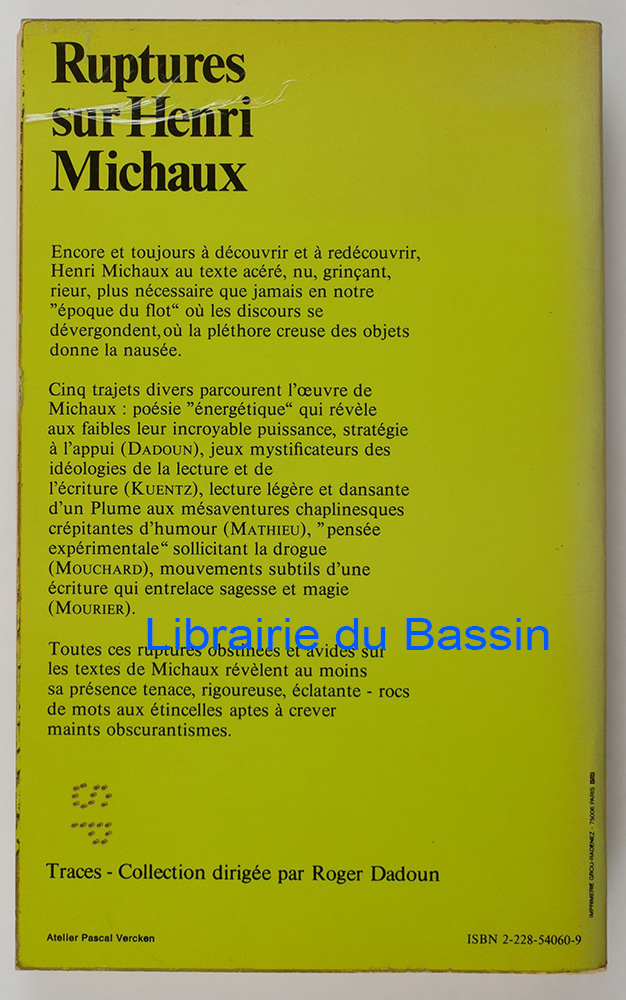 Ruptures
sur Henri
Michaux
Encore et toujours à découvrir et à redécouvrir,
Henri Michaux au texte acéré, nu, grinçant,
rieur, plus nécessaire que jamais en notre
"époque du flot“ où les discours se
dévergondent, où la pléthore creuse des objets
donne la nausée.
Cinq trajets divers parcourent l'œuvre de
Michaux : poésie "énergétique“ qui révèle
aux faibles leur incroyable puissance, stratégie
à l'appui (DADOUN), jeux mystificateurs des
idéologies de la lecture et de
l'écriture (KUENTZ), lecture légère et dansante
d'un Plume aux mésaventures chaplinesques
crépitantes d'humour (MATHIEU), "pensée
expérimentale“ sollicitant la drogue
(MOUCHARD), mouvements subtils d'une
écriture qui entrelace sagesse et magie
(MOURIER).
Librairie du Bassin
Toutes ces ruptures obstinées et avides sur
les textes de Michaux révèlent au moins
sa présence tenace, rigoureuse, éclatante - rocs
de mots aux étincelles aptes à crever
maints obscurantismes.
Traces - Collection dirigée par Roger Dadoun
Atelier Pascal Vercken
ISBN 2-228-54060-9
IMPRIMERIE GROU-RADENEZ - 75006 PARIS